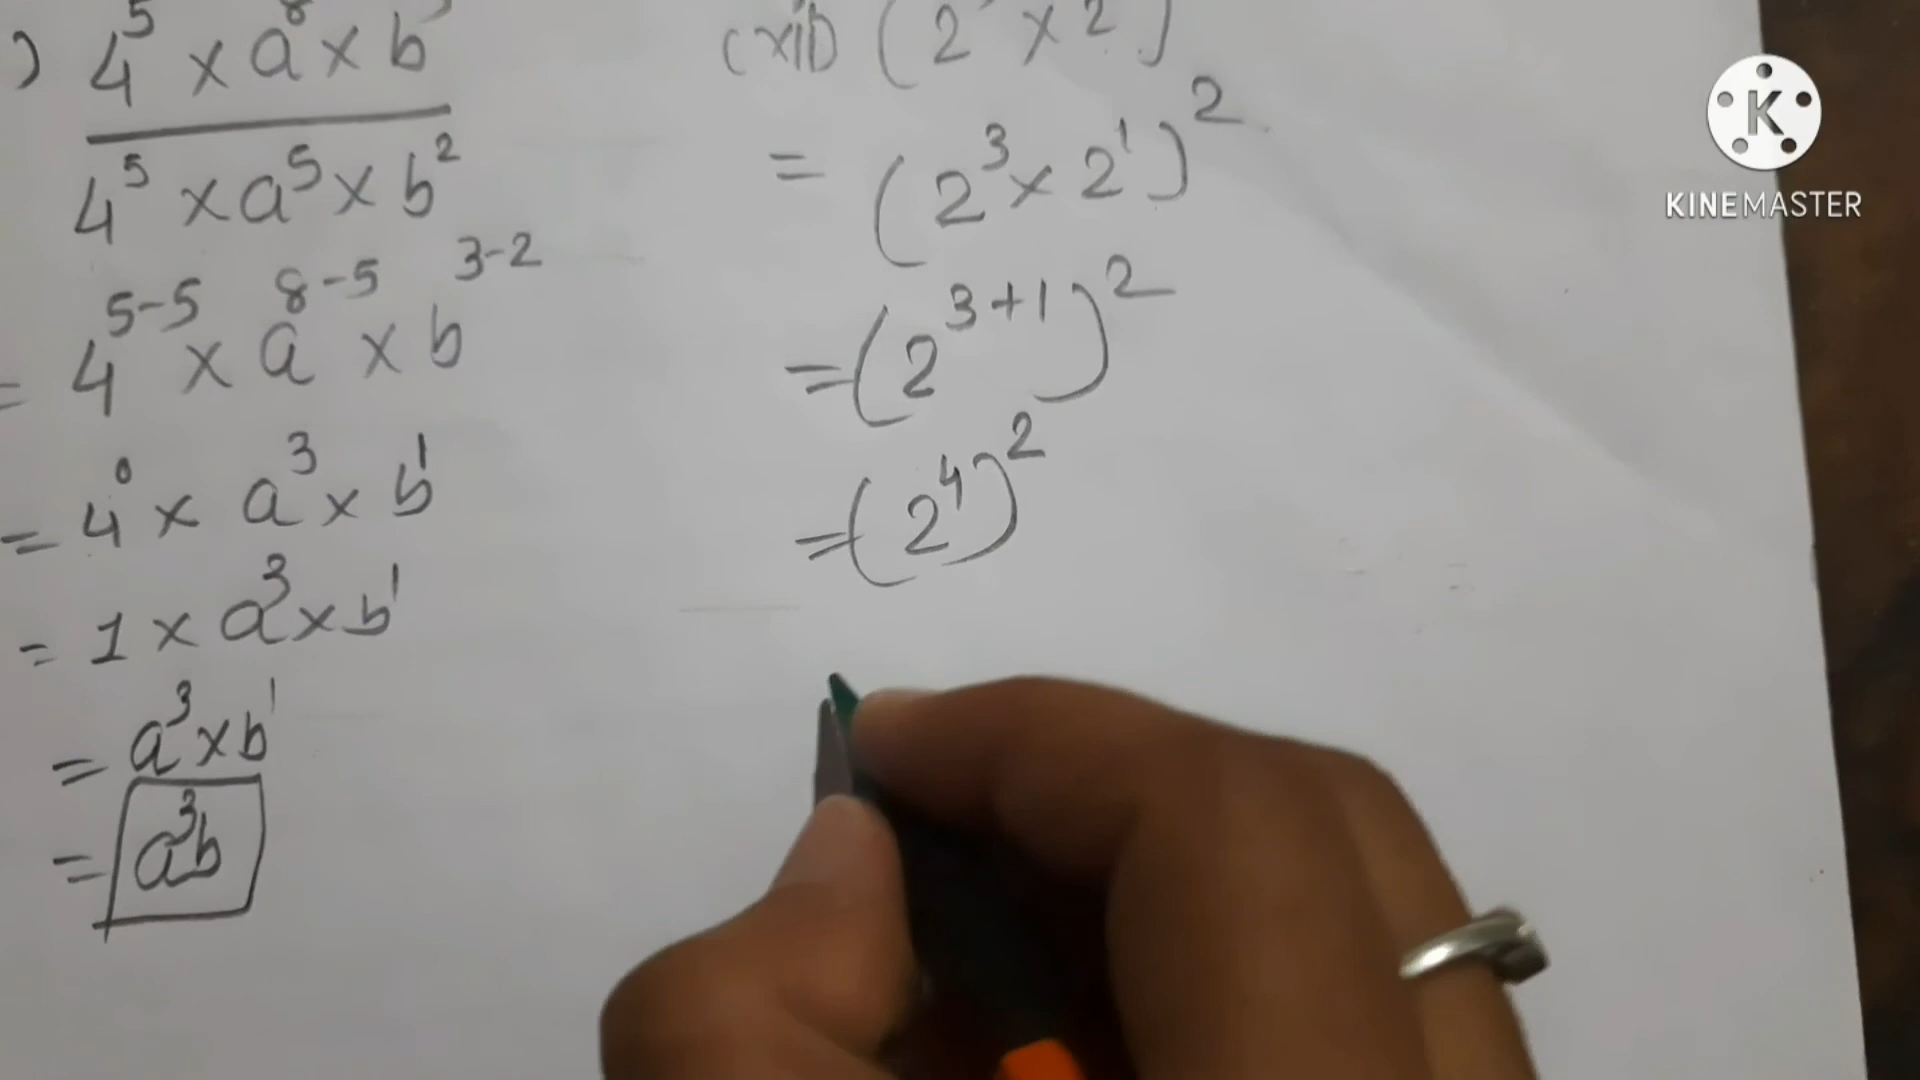 ) 4⁵ × a⁸ × b³
4⁵ × a⁵ × b²
= 4⁵⁻⁵ × a⁸⁻⁵ × b³⁻²
= 4⁰ × a³ × b¹
= 1 × a³ × b¹
= a³ × b¹
= a³b
(xii) (2 × 2)
= (2³ × 2¹)²
= (2³⁺¹)²
= (2⁴)²
K
KINEMASTER